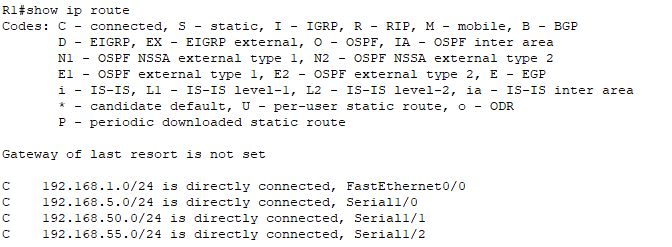 R1#show ip route
Codes: C - connected, S - static, I - IGRP, R - RIP, M - mobile, B - BGP
D - EIGRP, EX - EIGRP external, O - OSPF, IA - OSPF inter area
N1 - OSPF NSSA external type 1, N2 - OSPF NSSA external type 2
E1 - OSPF external type 1, E2 - OSPF external type 2, E - EGP
i - IS-IS, L1 - IS-IS level-1, L2 - IS-IS level-2, ia - IS-IS inter area
* - candidate default, U - per-user static route, o - ODR
P - periodic downloaded static route
Gateway of last resort is not set
C 192.168.1.0/24 is directly connected, FastEthernet0/0
C 192.168.5.0/24 is directly connected, Serial1/0
C 192.168.50.0/24 is directly connected, Serial1/1
C 192.168.55.0/24 is directly connected, Serial1/2